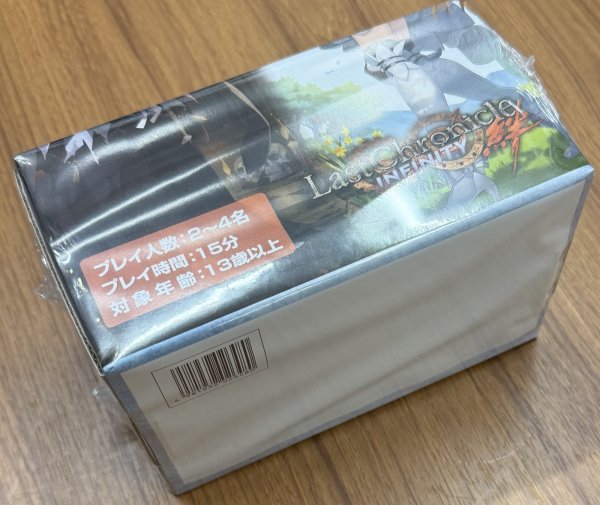 Last Chronicle
INFINITY 絆
プレイ人数：2〜4名
プレイ時間：15分
対象年齢：13歳以上